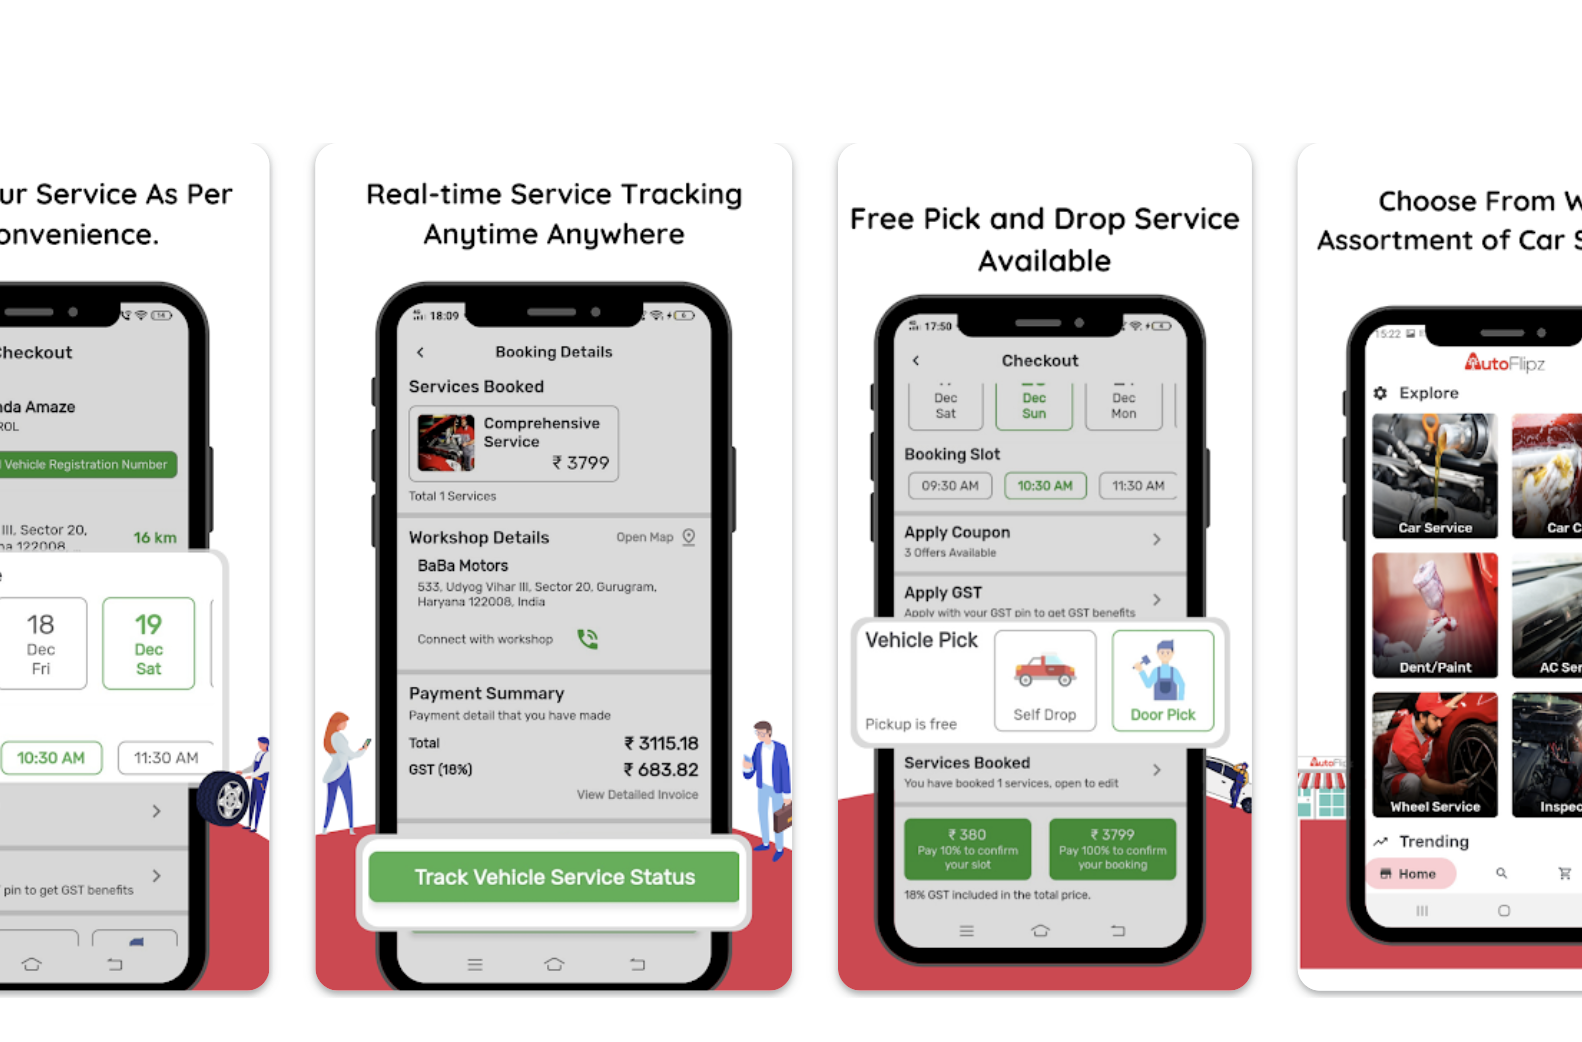 ur Service As Per
onvenience.
Checkout
nda Amaze
ROL
Vehicle Registration Number
III, Sector 20,
na 122008
16 km
18
Dec
Fri
19
Dec
Sat
10:30 AM
11:30 AM
pin to get GST benefits
Real-time Service Tracking
Anytime Anywhere
18:09
Booking Details
Services Booked
Comprehensive
Service
₹ 3799
Total 1 Services
Workshop Details
Open Map
BaBa Motors
533, Udyog Vihar III, Sector 20, Gurugram,
Haryana 122008, India
Connect with workshop
Payment Summary
Payment detail that you have made
Total ₹ 3115.18
GST (18%) ₹ 683.82
View Detailed Invoice
Track Vehicle Service Status
Free Pick and Drop Service
Available
17:50
Checkout
Dec
Sat
Dec
Sun
Dec
Mon
Booking Slot
09:30 AM
10:30 AM
11:30 AM
Apply Coupon
3 Offers Available
Apply GST
Apply with your GST pin to get GST benefits
Vehicle Pick
Pickup is free
Self Drop
Door Pick
Services Booked
You have booked 1 services, open to edit
₹ 380
Pay 10% to confirm
your slot
₹ 3799
Pay 100% to confirm
your booking
18% GST included in the total price.
Choose From W
Assortment of Car S
15:22
AutoFlipz
Explore
Car Service
Car C
Dent/Paint
AC Ser
Wheel Service
Inspec
Trending
Home
AutoFlip